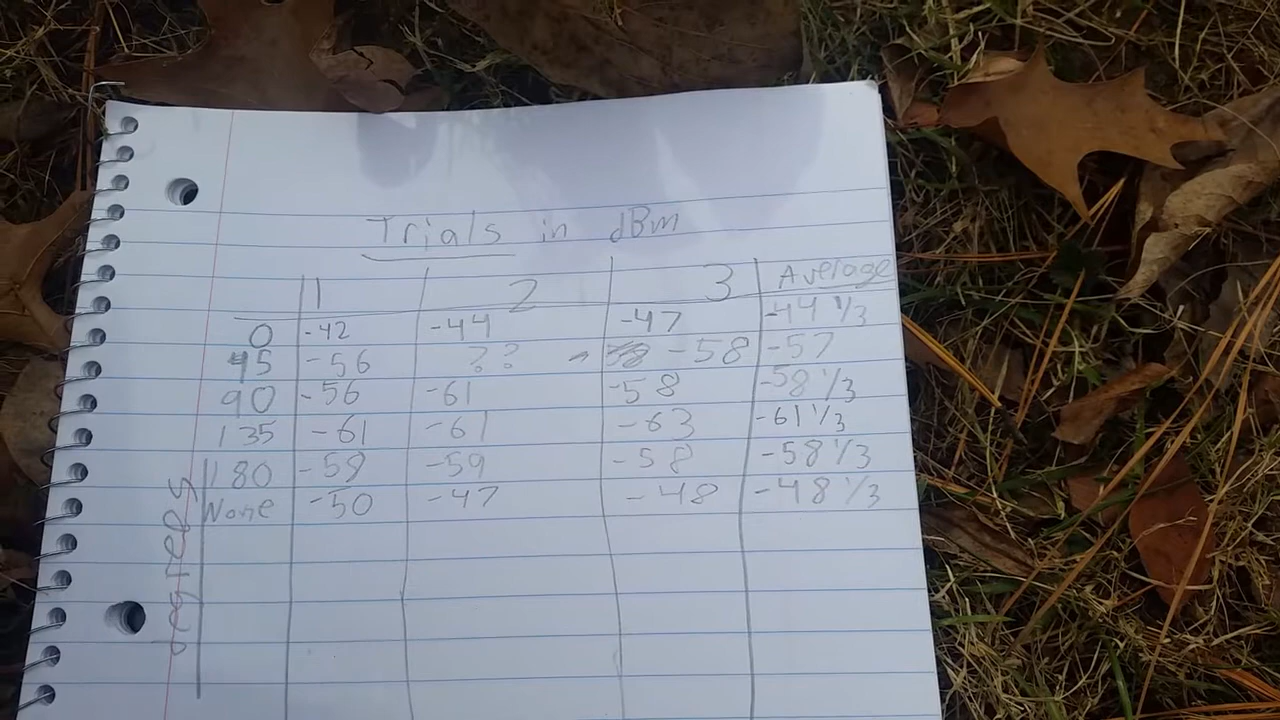 Trials in dBm
1 2 3 Average
0 -42 -44 -47 -44 1/3
45 -56 ?? -58 -57
90 -56 -61 -58 -58 1/3
135 -61 -61 -63 -61 1/3
180 -58 -59 -58 -58 1/3
None -50 -47 -48 -48 1/3
Degrees